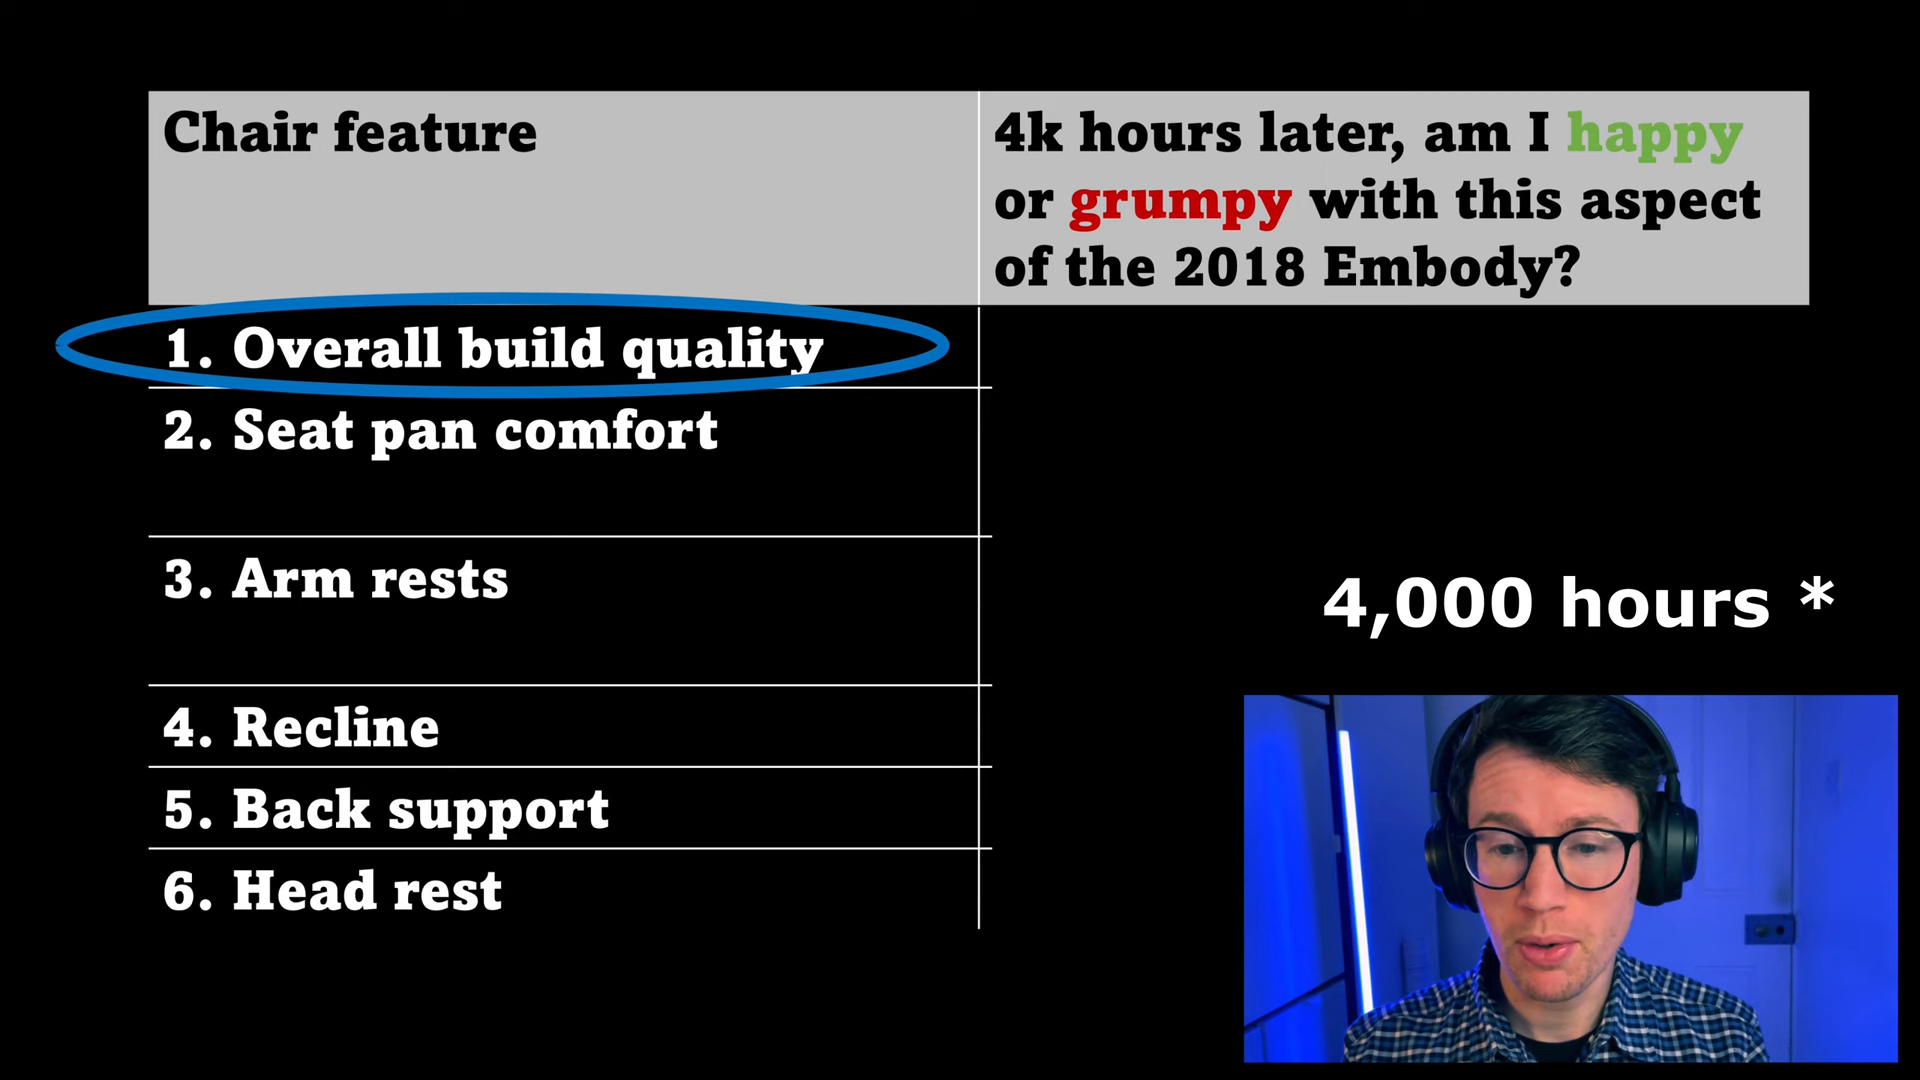 Chair feature
4k hours later, am I happy
or grumpy with this aspect
of the 2018 Embody?
1. Overall build quality
2. Seat pan comfort
3. Arm rests
4. Recline
5. Back support
6. Head rest
4,000 hours *